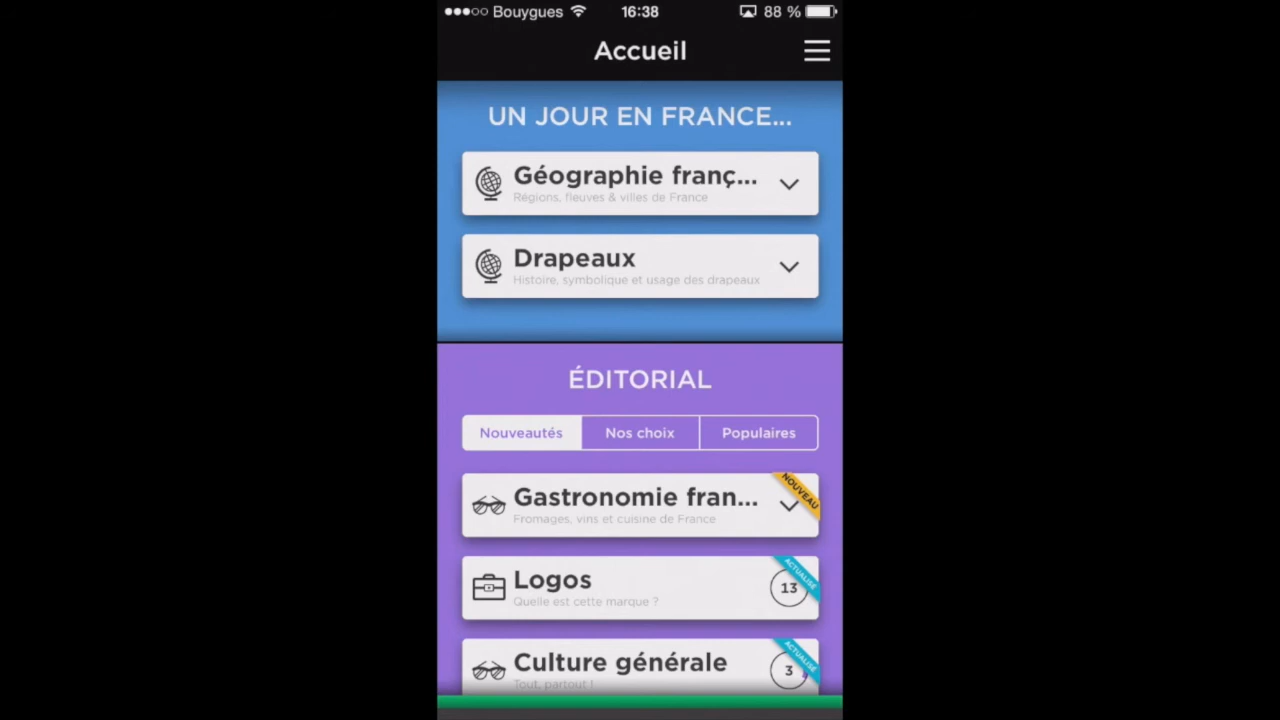 Bouygues 16:38 88 %
Accueil
UN JOUR EN FRANCE...
Géographie franç...
Régions, fleuves & villes de France
Drapeaux
Histoire, symbolique et usage des drapeaux
ÉDITORIAL
Nouveautés Nos choix Populaires
Gastronomie fran...
Fromages, vins et cuisine de France
NOUVEAU
Logos
Quelle est cette marque ?
13
ACTUALISÉ
Culture générale
Tout, partout !
3
ACTUALISÉ